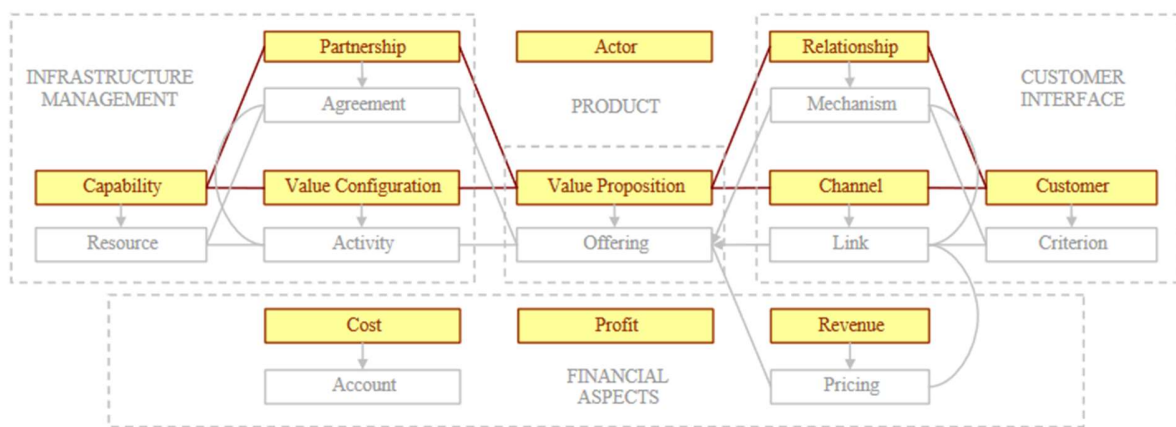 Partnership
Actor
Relationship
INFRASTRUCTURE
MANAGEMENT
CUSTOMER
INTERFACE
Agreement
PRODUCT
Mechanism
Capability
Value Configuration
Value Proposition
Channel
Customer
Resource
Activity
Offering
Link
Criterion
Cost
Profit
Revenue
Account
FINANCIAL
ASPECTS
Pricing